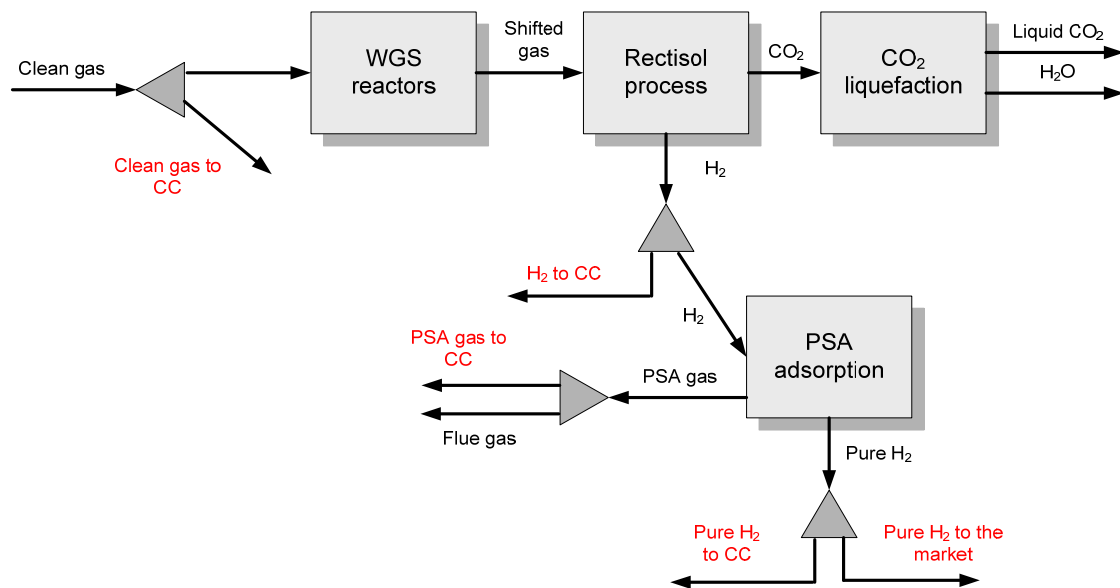 Clean gas
WGS
reactors
Shifted
gas
Rectisol
process
CO₂
CO₂
liquefaction
Liquid CO₂
H₂O
Clean gas to
CC
H₂
H₂ to CC
H₂
PSA
adsorption
PSA gas to
CC
PSA gas
Flue gas
Pure H₂
Pure H₂
to CC
Pure H₂ to the
market